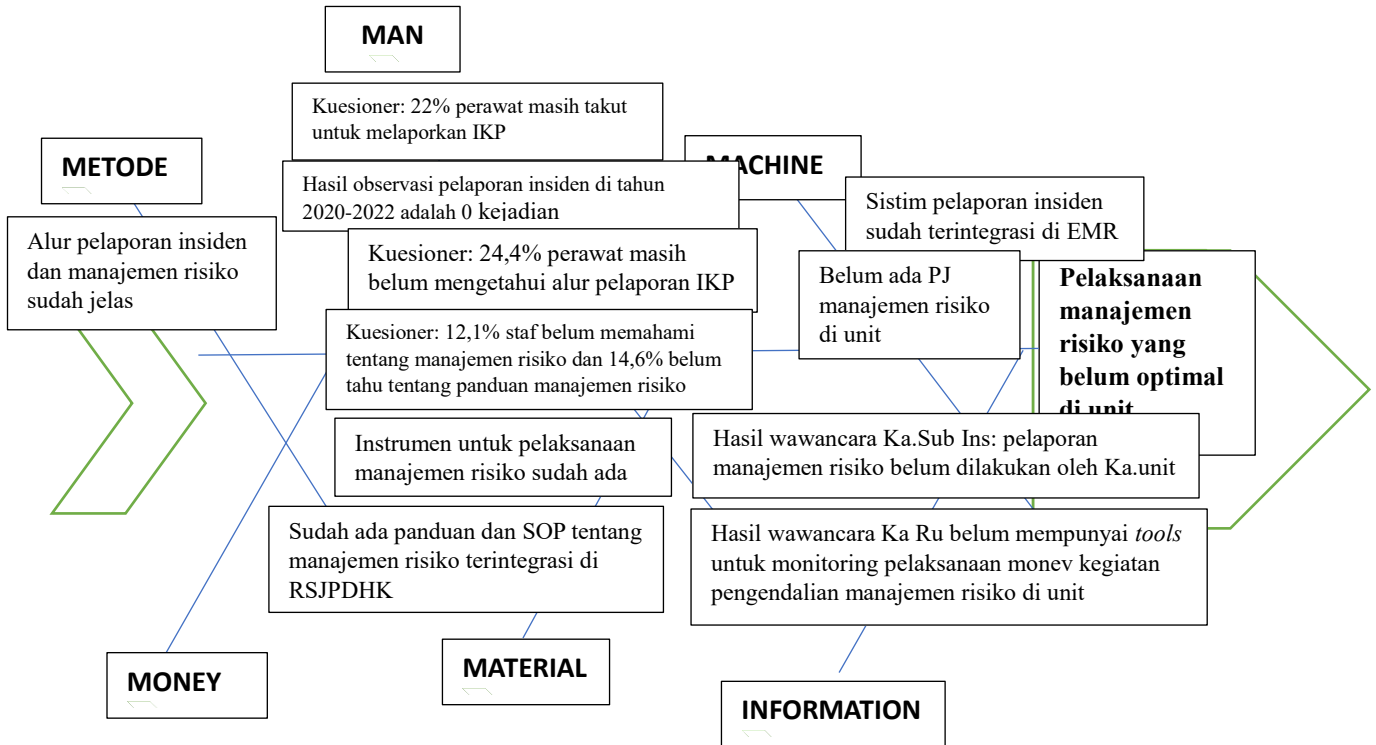 MAN
Kuesioner: 22% perawat masih takut
untuk melaporkan IKP
METODE
MACHINE
Hasil observasi pelaporan insiden di tahun
2020-2022 adalah 0 kejadian
Sistim pelaporan insiden
sudah terintegrasi di EMR
Alur pelaporan insiden
dan manajemen risiko
sudah jelas
Kuesioner: 24,4% perawat masih
belum mengetahui alur pelaporan IKP
Belum ada PJ
manajemen risiko
di unit
Pelaksanaan
manajemen
risiko yang
belum optimal
di unit
Kuesioner: 12,1% staf belum memahami
tentang manajemen risiko dan 14,6% belum
tahu tentang panduan manajemen risiko
Instrumen untuk pelaksanaan
manajemen risiko sudah ada
Hasil wawancara Ka.Sub Ins: pelaporan
manajemen risiko belum dilakukan oleh Ka.unit
Sudah ada panduan dan SOP tentang
manajemen risiko terintegrasi di
RSJPDHK
Hasil wawancara Ka Ru belum mempunyai tools
untuk monitoring pelaksanaan monev kegiatan
pengendalian manajemen risiko di unit
MONEY
MATERIAL
INFORMATION